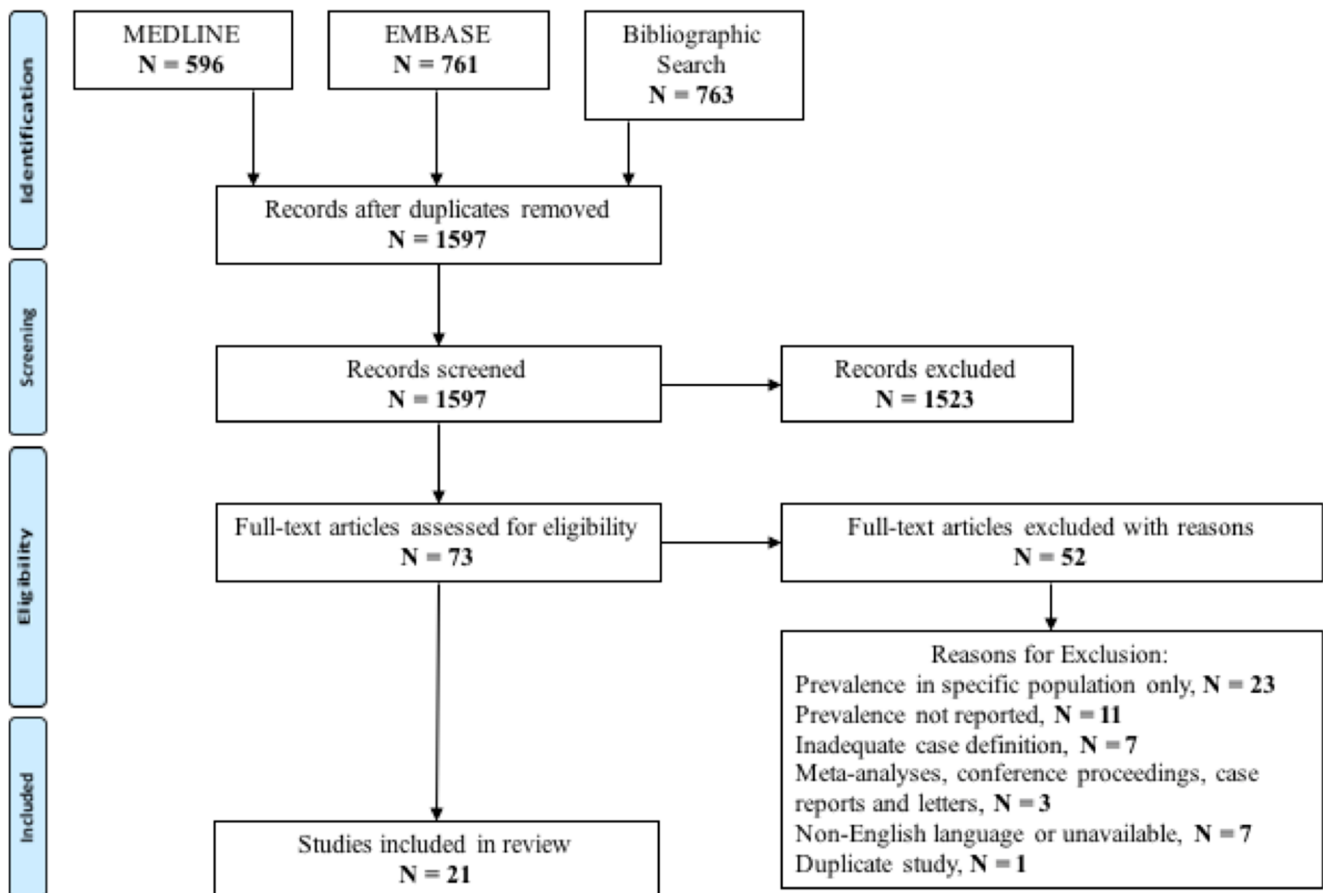 Identification
MEDLINE
N = 596
EMBASE
N = 761
Bibliographic
Search
N = 763
Records after duplicates removed
N = 1597
Screening
Records screened
N = 1597
Records excluded
N = 1523
Eligibility
Full-text articles assessed for eligibility
N = 73
Full-text articles excluded with reasons
N = 52
Reasons for Exclusion:
Prevalence in specific population only, N = 23
Prevalence not reported, N = 11
Inadequate case definition, N = 7
Meta-analyses, conference proceedings, case
reports and letters, N = 3
Non-English language or unavailable, N = 7
Duplicate study, N = 1
Included
Studies included in review
N = 21